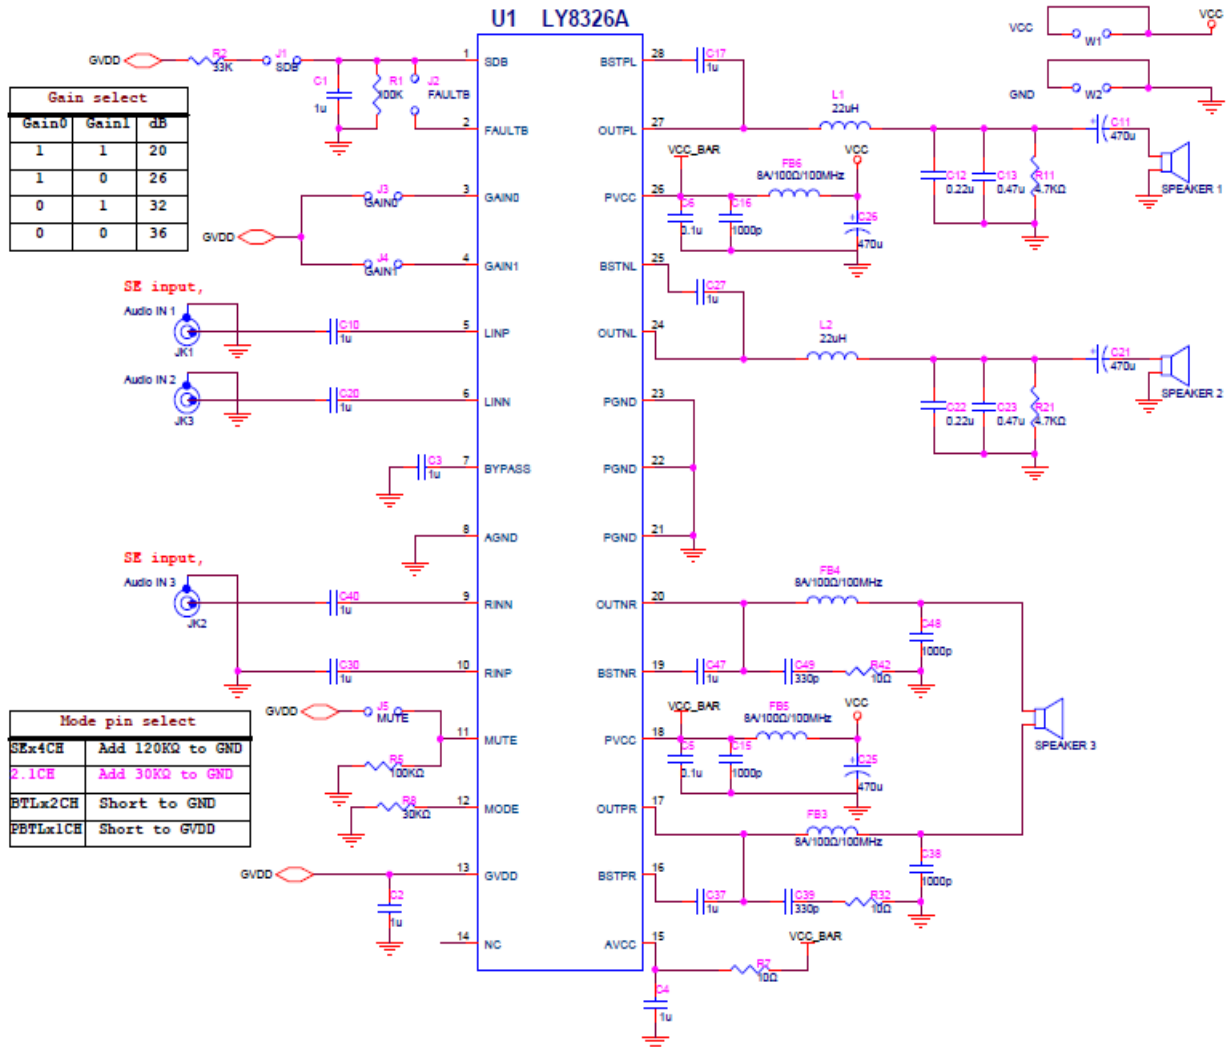 U1 LY8326A
GVDD
R2
33K
J1
SDB
C1
1u
R1
100K
J2
FAULTB
1
SDB
2
FAULTB
Gain select
Gain0 Gain1 dB
1 1 20
1 0 26
0 1 32
0 0 36
GVDD
J3
GAIN0
J4
GAIN1
3
GAIN0
4
GAIN1
SE input,
Audio IN 1
JK1
C10
1u
5
LINP
Audio IN 2
JK3
C20
1u
6
LINN
C3
1u
7
BYPASS
8
AGND
SE input,
Audio IN 3
JK2
C40
1u
9
RINN
C30
1u
10
RINP
Mode pin select
SEx4CH Add 120KΩ to GND
2.1CH Add 30KΩ to GND
BTLx2CH Short to GND
PBTLx1CH Short to GVDD
GVDD
J5
MUTE
11
MUTE
R5
100KΩ
30KΩ
12
MODE
GVDD
C2
1u
13
GVDD
14
NC
BSTPL
28
C17
1u
OUTPL
27
L1
22uH
C12
0.22u
C13
0.47u
R11
4.7KΩ
C11
470u
SPEAKER 1
VCC
W1
VCC
GND
W2
VCC_BAR
FB6
8A/100Ω/100MHz
VCC
PVCC
26
C6
0.1u
C16
1000p
C26
470u
BSTNL
25
C27
1u
OUTNL
24
L2
22uH
C22
0.22u
C23
0.47u
R21
4.7KΩ
C21
470u
SPEAKER 2
PGND
23
PGND
22
PGND
21
OUTNR
20
FB4
8A/100Ω/100MHz
C48
1000p
BSTNR
19
C47
1u
C49
330p
R42
10Ω
VCC_BAR
FB5
8A/100Ω/100MHz
VCC
PVCC
18
C5
0.1u
C15
1000p
C25
470u
SPEAKER 3
OUTPR
17
FB3
8A/100Ω/100MHz
C38
1000p
BSTPR
16
C37
1u
C39
330p
R32
10Ω
AVCC
15
VCC_BAR
R7
10Ω
C4
1u